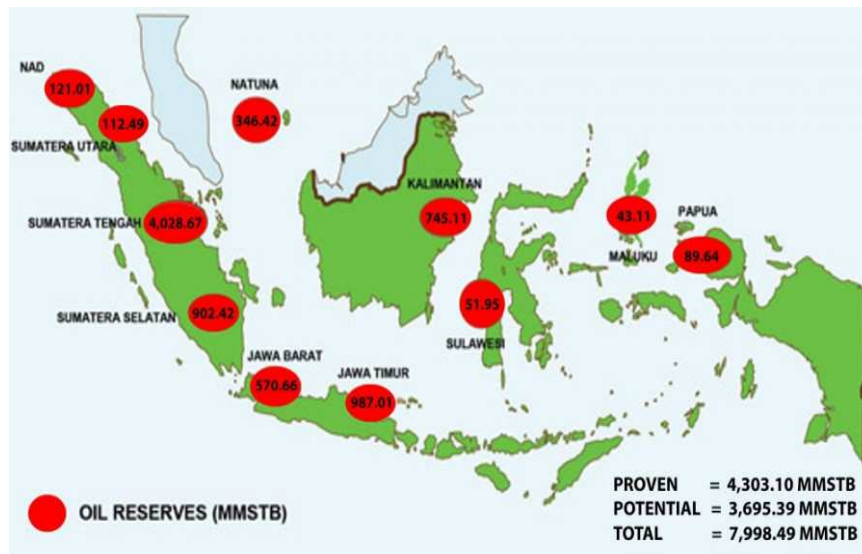 NAD
121.01
NATUNA
346.42
112.49
SUMATERA UTARA
KALIMANTAN
745.11
SUMATERA TENGAH
4,028.67
43.11
MALUKU
PAPUA
89.64
SUMATERA SELATAN
902.42
51.95
SULAWESI
JAWA BARAT
570.66
JAWA TIMUR
987.01
OIL RESERVES (MMSTB)
PROVEN = 4,303.10 MMSTB
POTENTIAL = 3,695.39 MMSTB
TOTAL = 7,998.49 MMSTB